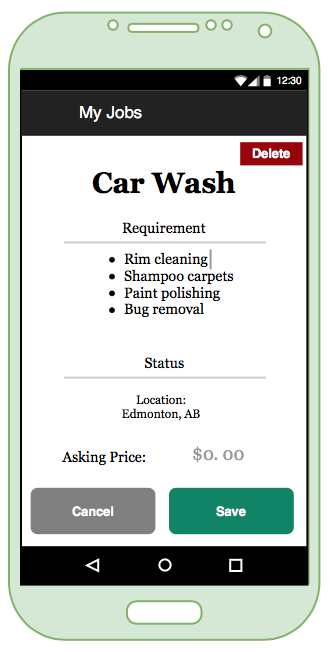 12:30
My Jobs
Delete
Car Wash
Requirement
• Rim cleaning
• Shampoo carpets
• Paint polishing
• Bug removal
Status
Location:
Edmonton, AB
Asking Price: $0. 00
Cancel Save